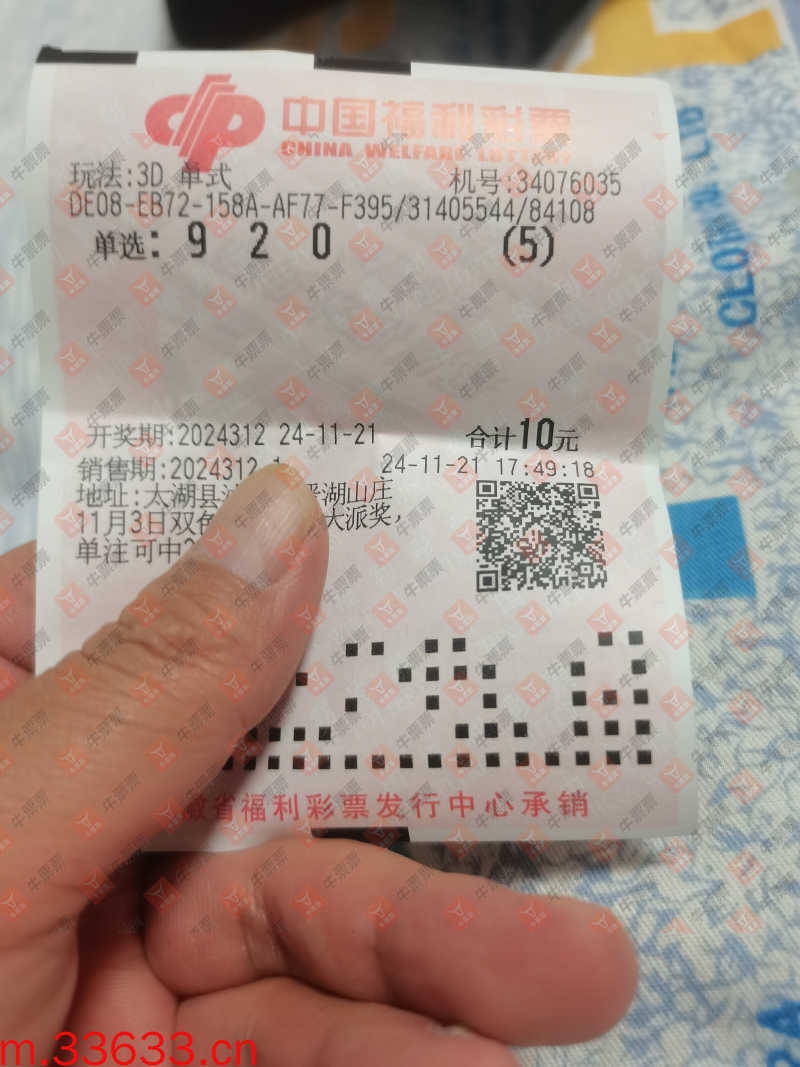 中国福利彩票
CHINA WELFARE LOTTERY
玩法:3D 单式 机号:34076035
DE08-EB72-158A-AF77-F395/31405544/84108
单选: 9 2 0 (5)
开奖期:2024312 24-11-21 合计10元
销售期:2024312 24-11-21 17:49:18
地址:太湖县 湖山庄
11月3日双色 大派奖,
单注可中
徽省福利彩票发行中心承销
牛票票
CLOI
LTD
m.33633.cn